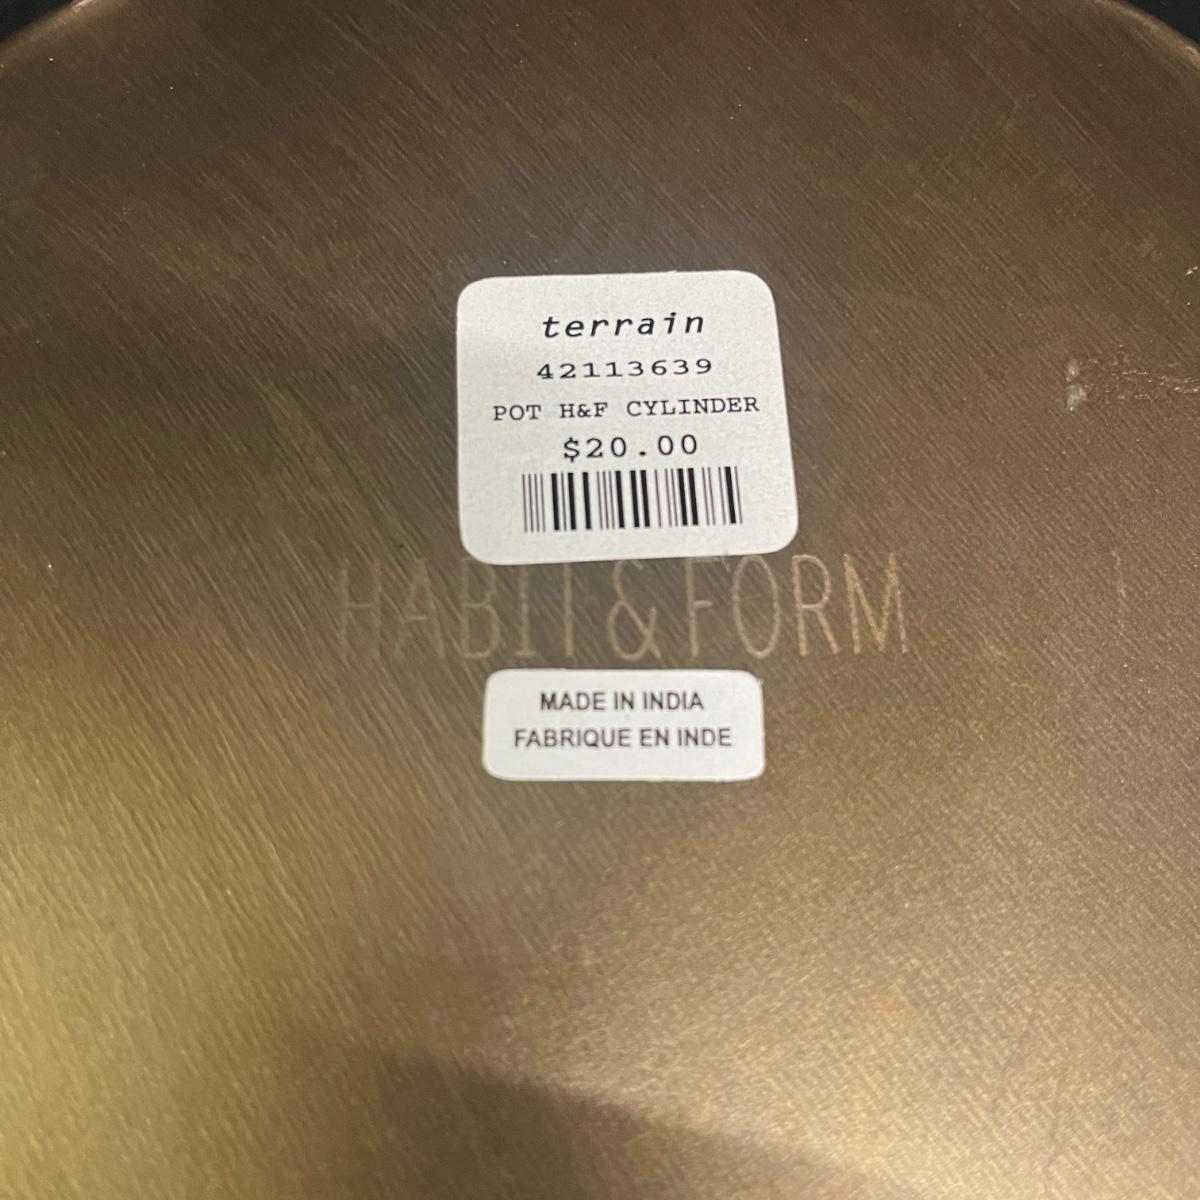 terrain
42113639
POT H&F CYLINDER
$20.00
HABIT & FORM
MADE IN INDIA
FABRIQUE EN INDE